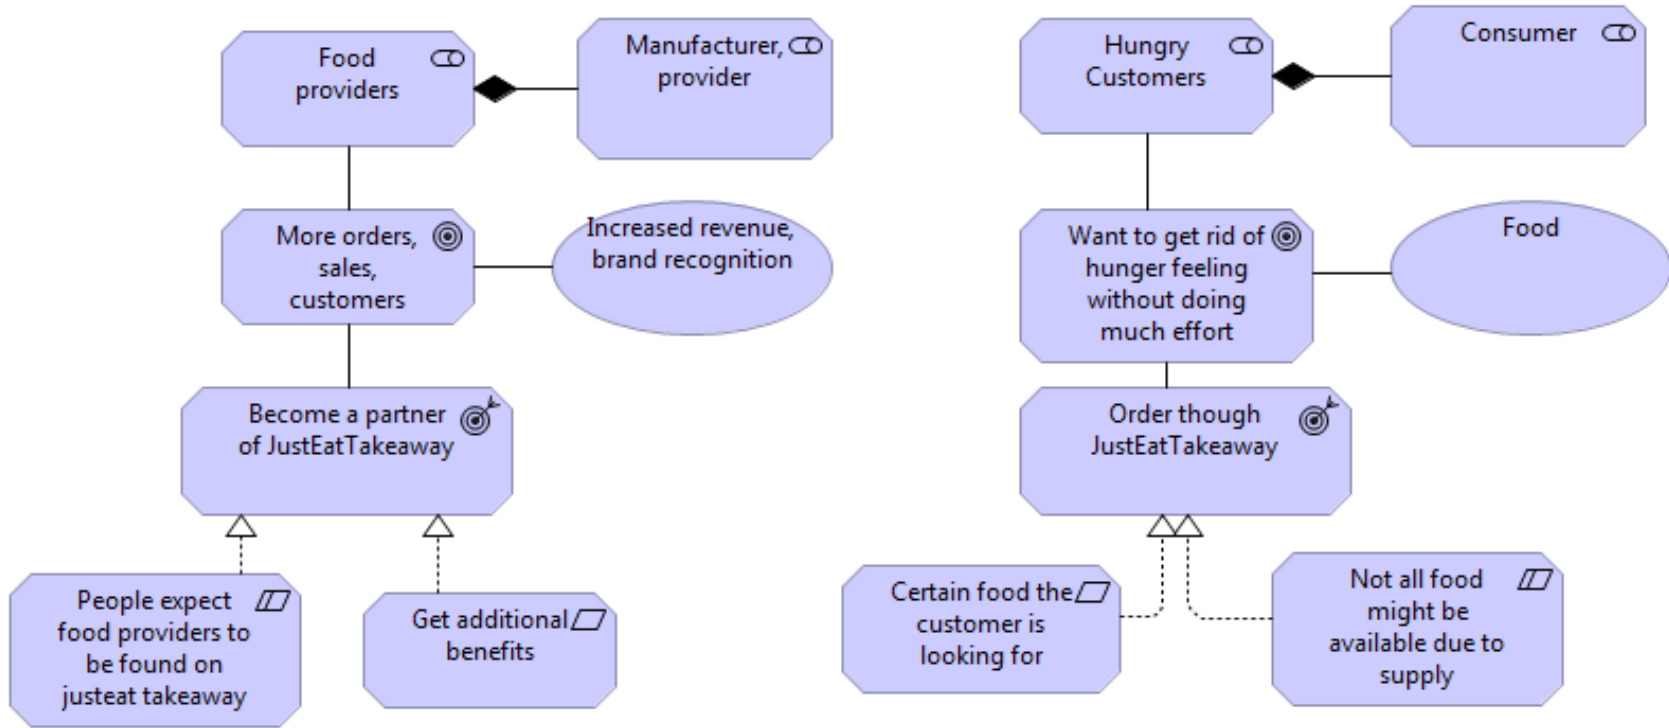 Food
providers
Manufacturer,
provider
More orders,
sales,
customers
Increased revenue,
brand recognition
Become a partner
of JustEatTakeaway
People expect
food providers to
be found on
justeat takeaway
Get additional
benefits
Hungry
Customers
Consumer
Want to get rid of
hunger feeling
without doing
much effort
Food
Order though
JustEatTakeaway
Certain food the
customer is
looking for
Not all food
might be
available due to
supply